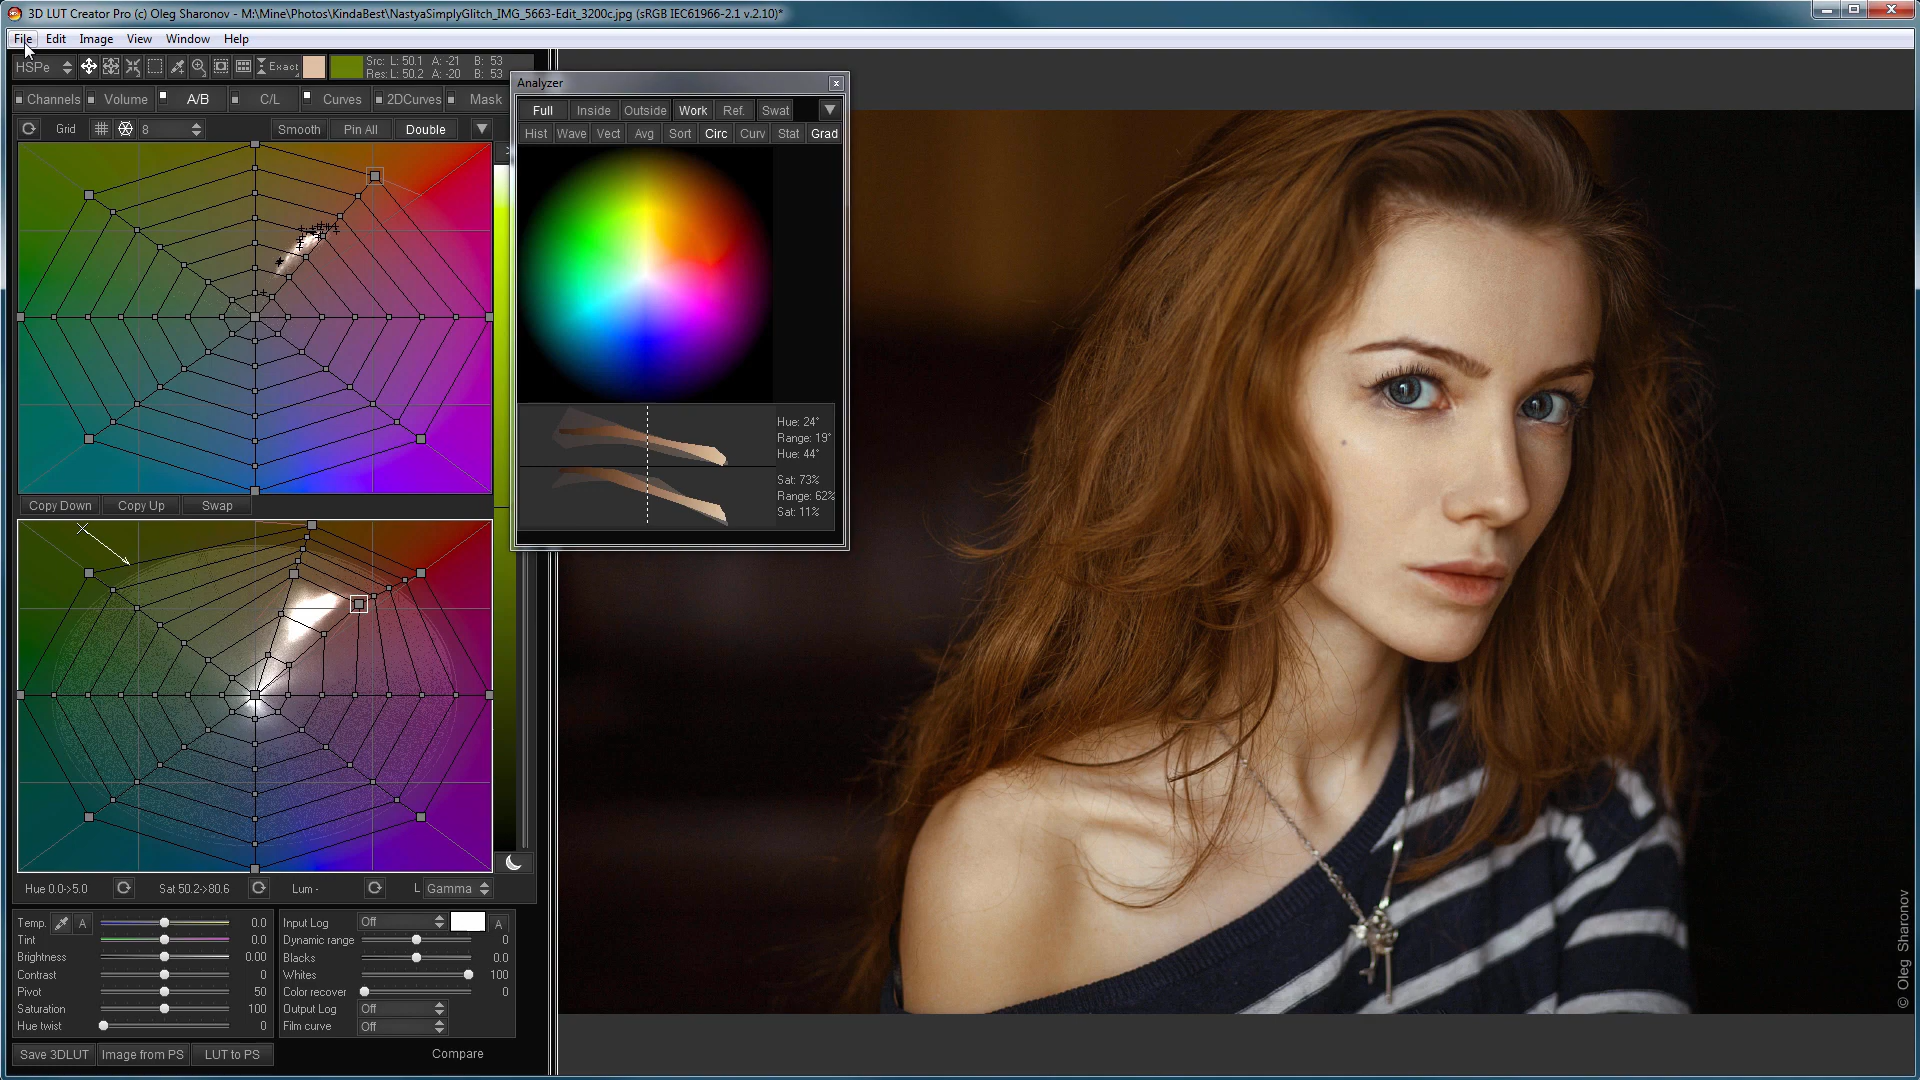 3D LUT Creator Pro (c) Oleg Sharonov - M:\Mine\Photos\KindaBest\NastyaSimplyGlitch_IMG_5663-Edit_3200c.jpg (sRGB IEC61966-2.1 v.2.10)*
File Edit Image View Window Help
HSPe Exact Src: L: 50.1 A: -21 B: 53
Res: L: 50.2 A: -20 B: 53
Channels Volume A/B C/L Curves 2DCurves Mask
Grid 8 Smooth Pin All Double
Analyzer
Full Inside Outside Work Ref. Swat
Hist Wave Vect Avg Sort Circ Curv Stat Grad
Hue: 24°
Range: 19°
Hue: 44°
Sat: 73%
Range: 62%
Sat: 11%
Copy Down Copy Up Swap
Hue 0.0->5.0 Sat 50.2->80.6 Lum - L Gamma
Temp. A 0.0
Tint 0.0
Brightness 0.00
Contrast 0
Pivot 50
Saturation 100
Hue twist 0
Input Log Off A
Dynamic range 0
Blacks 0.0
Whites 100
Color recover 0
Output Log Off
Film curve Off
Save 3DLUT Image from PS LUT to PS Compare
© Oleg Sharonov